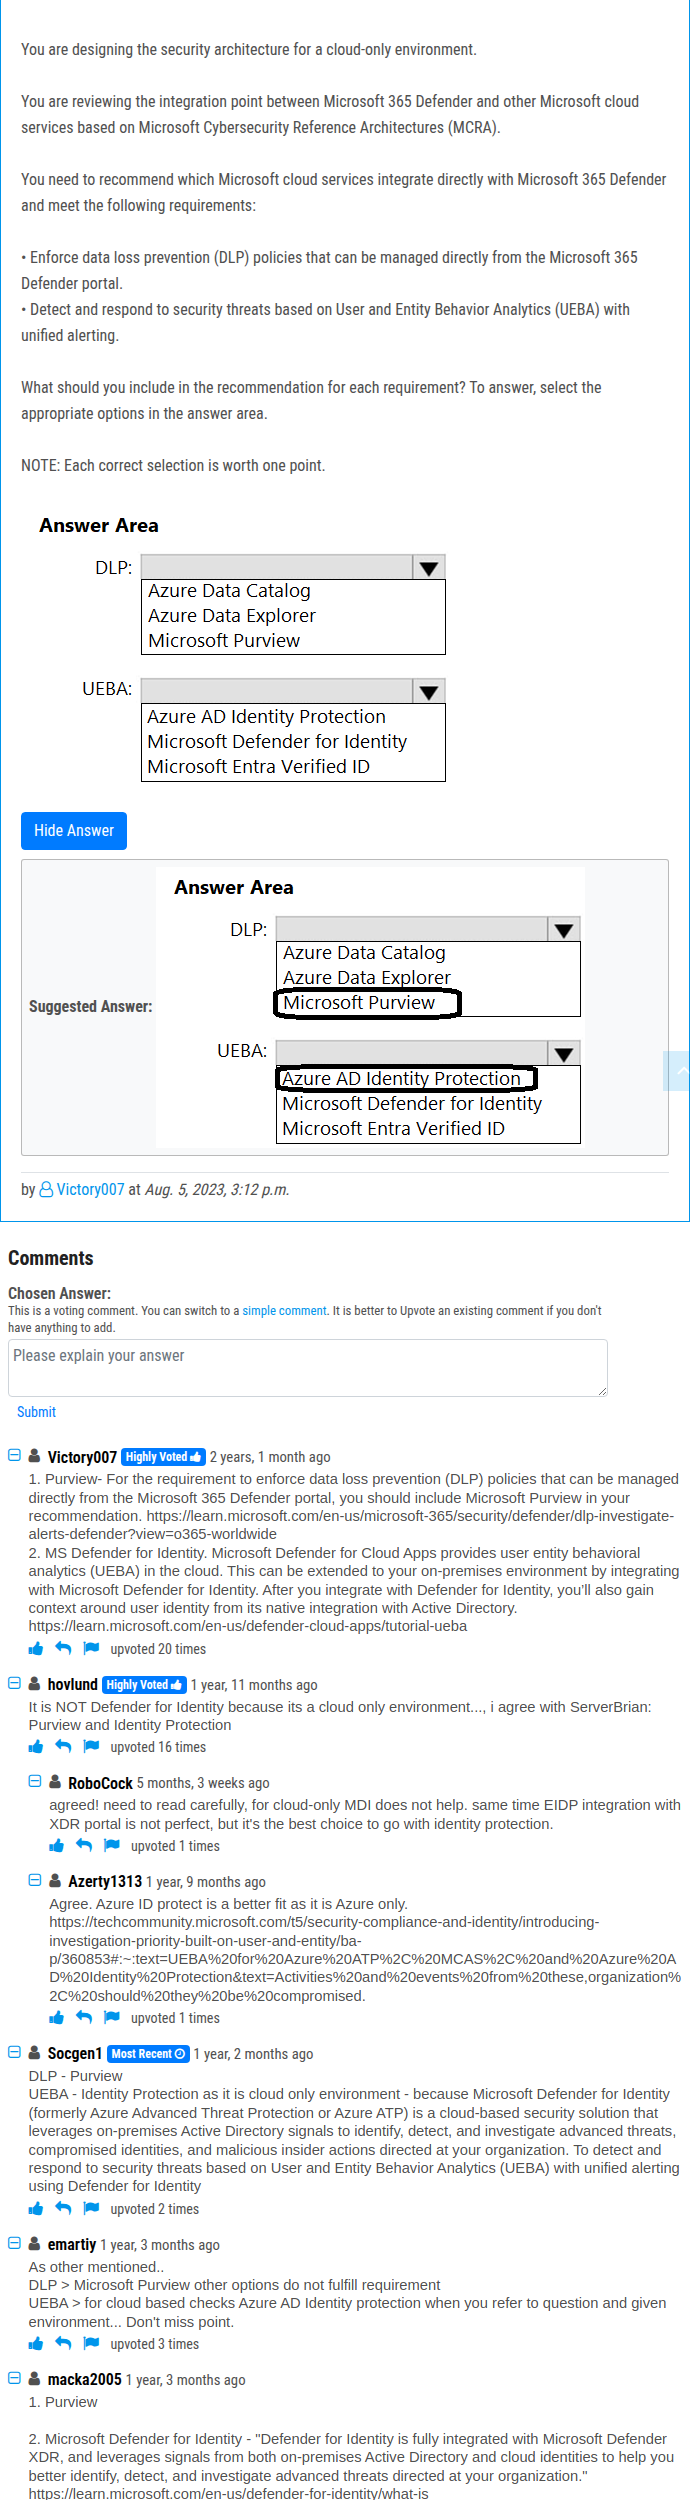 You are designing the security architecture for a cloud-only environment.
You are reviewing the integration point between Microsoft 365 Defender and other Microsoft cloud
services based on Microsoft Cybersecurity Reference Architectures (MCRA).
You need to recommend which Microsoft cloud services integrate directly with Microsoft 365 Defender
and meet the following requirements:
• Enforce data loss prevention (DLP) policies that can be managed directly from the Microsoft 365
Defender portal.
• Detect and respond to security threats based on User and Entity Behavior Analytics (UEBA) with
unified alerting.
What should you include in the recommendation for each requirement? To answer, select the
appropriate options in the answer area.
NOTE: Each correct selection is worth one point.
Answer Area
DLP:
Azure Data Catalog
Azure Data Explorer
Microsoft Purview
UEBA:
Azure AD Identity Protection
Microsoft Defender for Identity
Microsoft Entra Verified ID
Hide Answer
Suggested Answer:
Answer Area
DLP:
Azure Data Catalog
Azure Data Explorer
Microsoft Purview
UEBA:
Azure AD Identity Protection
Microsoft Defender for Identity
Microsoft Entra Verified ID
by Victory007 at Aug. 5, 2023, 3:12 p.m.
Comments
Chosen Answer:
This is a voting comment. You can switch to a simple comment. It is better to Upvote an existing comment if you don't
have anything to add.
Please explain your answer
Submit
Victory007 Highly Voted 2 years, 1 month ago
1. Purview- For the requirement to enforce data loss prevention (DLP) policies that can be managed
directly from the Microsoft 365 Defender portal, you should include Microsoft Purview in your
recommendation. https://learn.microsoft.com/en-us/microsoft-365/security/defender/dlp-investigate-
alerts-defender?view=o365-worldwide
2. MS Defender for Identity. Microsoft Defender for Cloud Apps provides user entity behavioral
analytics (UEBA) in the cloud. This can be extended to your on-premises environment by integrating
with Microsoft Defender for Identity. After you integrate with Defender for Identity, you'll also gain
context around user identity from its native integration with Active Directory.
https://learn.microsoft.com/en-us/defender-cloud-apps/tutorial-ueba
upvoted 20 times
hovlund Highly Voted 1 year, 11 months ago
It is NOT Defender for Identity because its a cloud only environment..., i agree with ServerBrian:
Purview and Identity Protection
upvoted 16 times
RoboCock 5 months, 3 weeks ago
agreed! need to read carefully, for cloud-only MDI does not help. same time EIDP integration with
XDR portal is not perfect, but it's the best choice to go with identity protection.
upvoted 1 times
Azerty1313 1 year, 9 months ago
Agree. Azure ID protect is a better fit as it is Azure only.
https://techcommunity.microsoft.com/t5/security-compliance-and-identity/introducing-
investigation-priority-built-on-user-and-entity/ba-
p/360853#:~:text=UEBA%20for%20Azure%20ATP%2C%20MCAS%2C%20and%20Azure%20A
D%20Identity%20Protection&text=Activities%20and%20events%20from%20these,organization%
2C%20should%20they%20be%20compromised.
upvoted 1 times
Socgen1 Most Recent 1 year, 2 months ago
DLP - Purview
UEBA - Identity Protection as it is cloud only environment - because Microsoft Defender for Identity
(formerly Azure Advanced Threat Protection or Azure ATP) is a cloud-based security solution that
leverages on-premises Active Directory signals to identify, detect, and investigate advanced threats,
compromised identities, and malicious insider actions directed at your organization. To detect and
respond to security threats based on User and Entity Behavior Analytics (UEBA) with unified alerting
using Defender for Identity
upvoted 2 times
emartiy 1 year, 3 months ago
As other mentioned..
DLP > Microsoft Purview other options do not fulfill requirement
UEBA > for cloud based checks Azure AD Identity protection when you refer to question and given
environment... Don't miss point.
upvoted 3 times
macka2005 1 year, 3 months ago
1. Purview
2. Microsoft Defender for Identity - "Defender for Identity is fully integrated with Microsoft Defender
XDR, and leverages signals from both on-premises Active Directory and cloud identities to help you
better identify, detect, and investigate advanced threats directed at your organization."
https://learn.microsoft.com/en-us/defender-for-identity/what-is